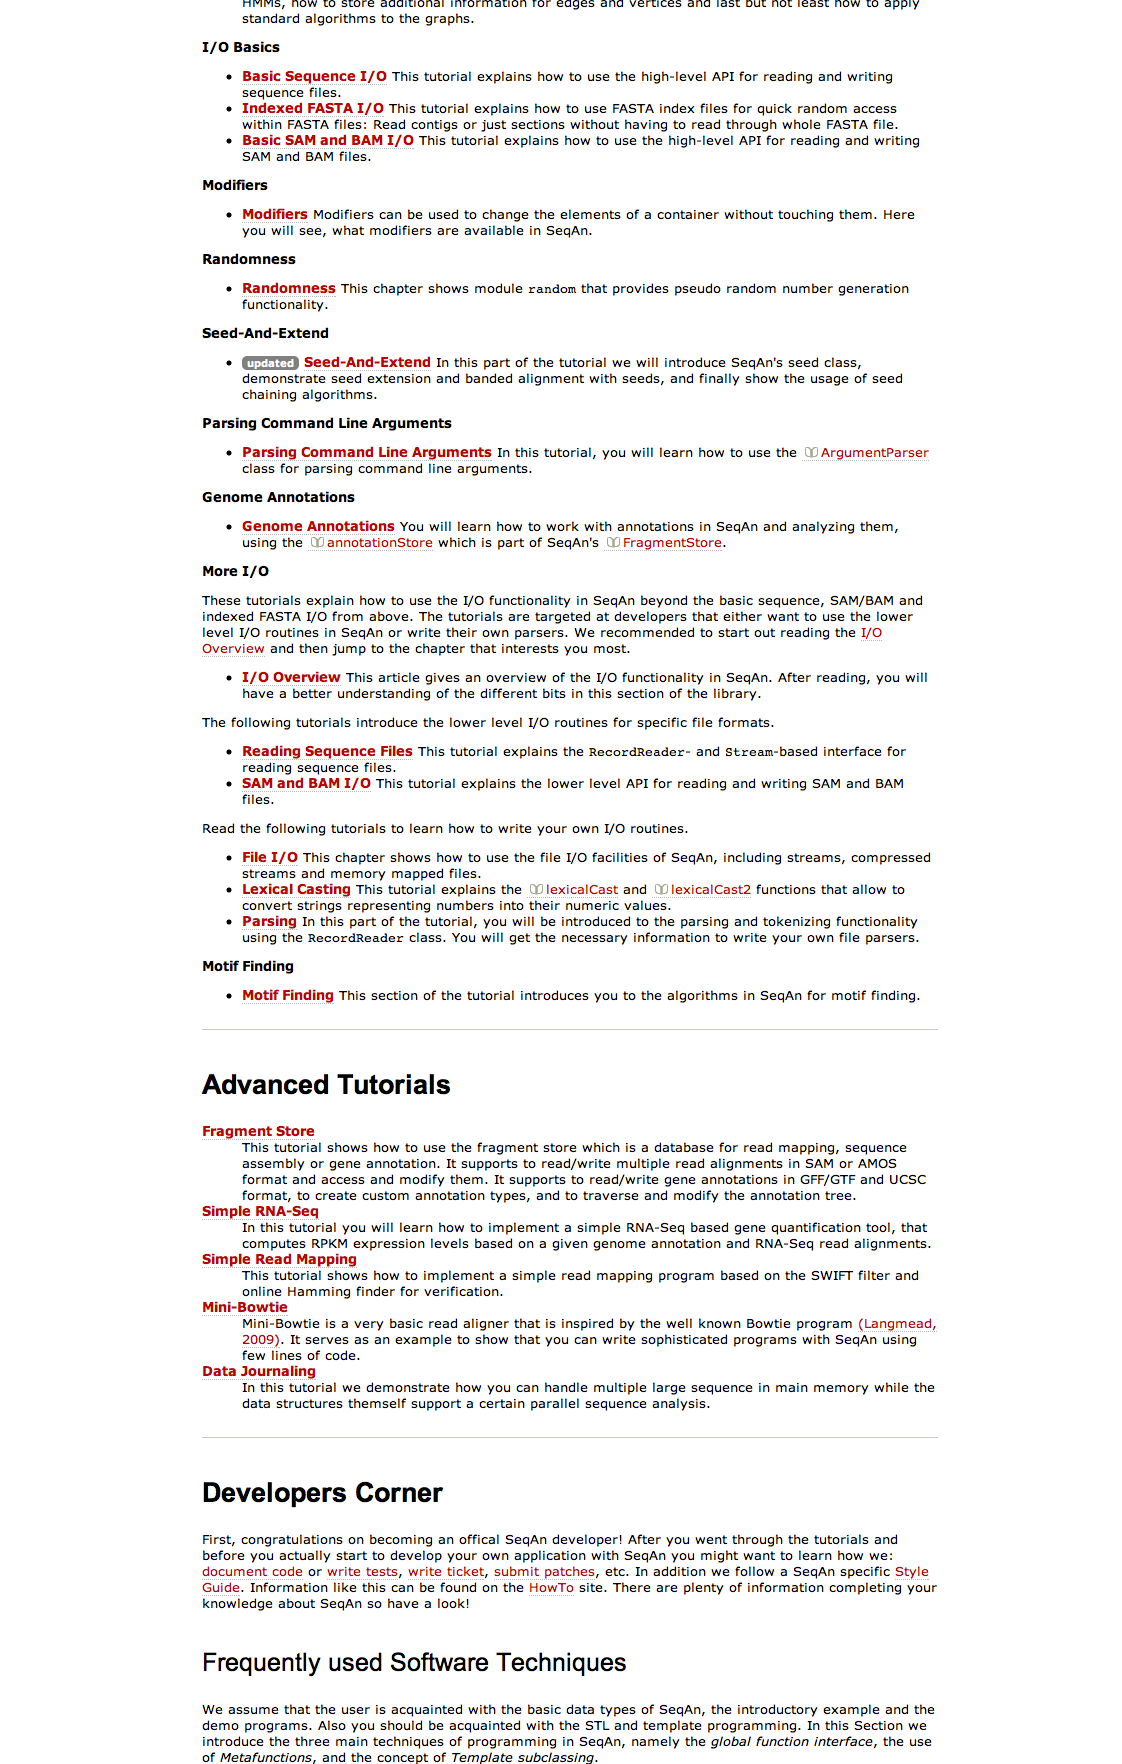 HMMs, how to store additional information for edges and vertices and last but not least how to apply
standard algorithms to the graphs.
I/O Basics
Basic Sequence I/O This tutorial explains how to use the high-level API for reading and writing
sequence files.
Indexed FASTA I/O This tutorial explains how to use FASTA index files for quick random access
within FASTA files: Read contigs or just sections without having to read through whole FASTA file.
Basic SAM and BAM I/O This tutorial explains how to use the high-level API for reading and writing
SAM and BAM files.
Modifiers
Modifiers Modifiers can be used to change the elements of a container without touching them. Here
you will see, what modifiers are available in SeqAn.
Randomness
Randomness This chapter shows module random that provides pseudo random number generation
functionality.
Seed-And-Extend
updated Seed-And-Extend In this part of the tutorial we will introduce SeqAn's seed class,
demonstrate seed extension and banded alignment with seeds, and finally show the usage of seed
chaining algorithms.
Parsing Command Line Arguments
Parsing Command Line Arguments In this tutorial, you will learn how to use the ArgumentParser
class for parsing command line arguments.
Genome Annotations
Genome Annotations You will learn how to work with annotations in SeqAn and analyzing them,
using the annotationStore which is part of SeqAn's FragmentStore.
More I/O
These tutorials explain how to use the I/O functionality in SeqAn beyond the basic sequence, SAM/BAM and
indexed FASTA I/O from above. The tutorials are targeted at developers that either want to use the lower
level I/O routines in SeqAn or write their own parsers. We recommended to start out reading the I/O
Overview and then jump to the chapter that interests you most.
I/O Overview This article gives an overview of the I/O functionality in SeqAn. After reading, you will
have a better understanding of the different bits in this section of the library.
The following tutorials introduce the lower level I/O routines for specific file formats.
Reading Sequence Files This tutorial explains the RecordReader- and Stream-based interface for
reading sequence files.
SAM and BAM I/O This tutorial explains the lower level API for reading and writing SAM and BAM
files.
Read the following tutorials to learn how to write your own I/O routines.
File I/O This chapter shows how to use the file I/O facilities of SeqAn, including streams, compressed
streams and memory mapped files.
Lexical Casting This tutorial explains the lexicalCast and lexicalCast2 functions that allow to
convert strings representing numbers into their numeric values.
Parsing In this part of the tutorial, you will be introduced to the parsing and tokenizing functionality
using the RecordReader class. You will get the necessary information to write your own file parsers.
Motif Finding
Motif Finding This section of the tutorial introduces you to the algorithms in SeqAn for motif finding.
Advanced Tutorials
Fragment Store
This tutorial shows how to use the fragment store which is a database for read mapping, sequence
assembly or gene annotation. It supports to read/write multiple read alignments in SAM or AMOS
format and access and modify them. It supports to read/write gene annotations in GFF/GTF and UCSC
format, to create custom annotation types, and to traverse and modify the annotation tree.
Simple RNA-Seq
In this tutorial you will learn how to implement a simple RNA-Seq based gene quantification tool, that
computes RPKM expression levels based on a given genome annotation and RNA-Seq read alignments.
Simple Read Mapping
This tutorial shows how to implement a simple read mapping program based on the SWIFT filter and
online Hamming finder for verification.
Mini-Bowtie
Mini-Bowtie is a very basic read aligner that is inspired by the well known Bowtie program (Langmead,
2009). It serves as an example to show that you can write sophisticated programs with SeqAn using
few lines of code.
Data Journaling
In this tutorial we demonstrate how you can handle multiple large sequence in main memory while the
data structures themself support a certain parallel sequence analysis.
Developers Corner
First, congratulations on becoming an offical SeqAn developer! After you went through the tutorials and
before you actually start to develop your own application with SeqAn you might want to learn how we:
document code or write tests, write ticket, submit patches, etc. In addition we follow a SeqAn specific Style
Guide. Information like this can be found on the HowTo site. There are plenty of information completing your
knowledge about SeqAn so have a look!
Frequently used Software Techniques
We assume that the user is acquainted with the basic data types of SeqAn, the introductory example and the
demo programs. Also you should be acquainted with the STL and template programming. In this Section we
introduce the three main techniques of programming in SeqAn, namely the global function interface, the use
of Metafunctions, and the concept of Template subclassing.